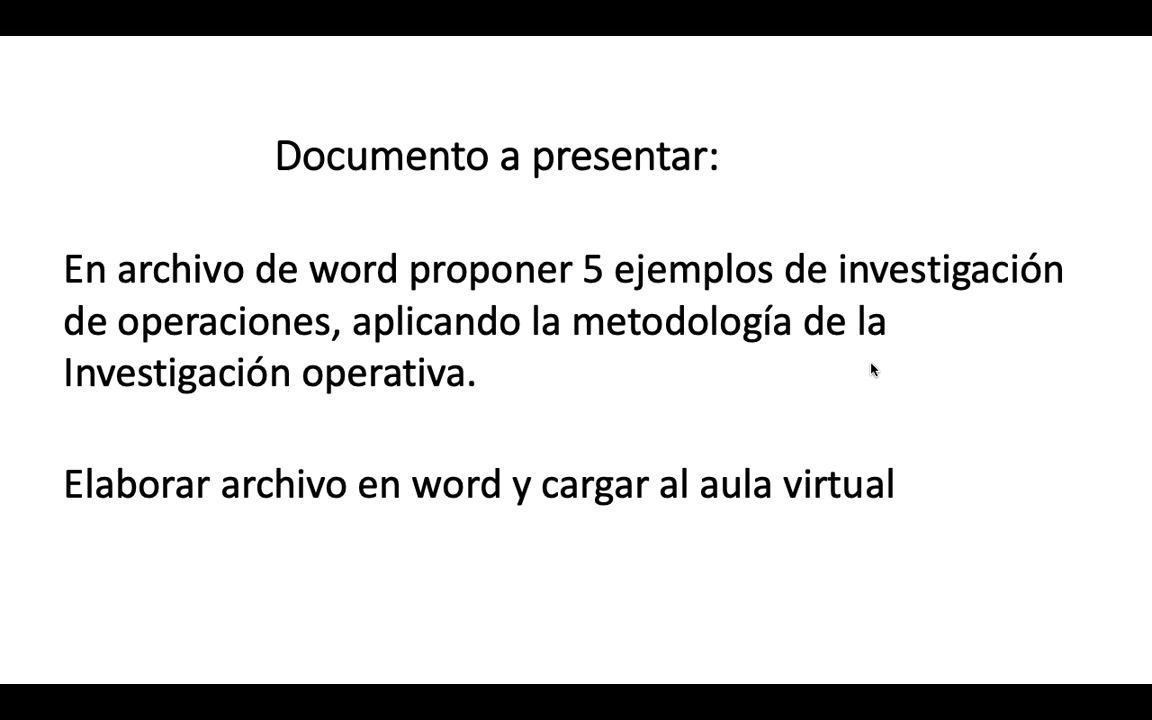 Documento a presentar:
En archivo de word proponer 5 ejemplos de investigación
de operaciones, aplicando la metodología de la
Investigación operativa.
Elaborar archivo en word y cargar al aula virtual